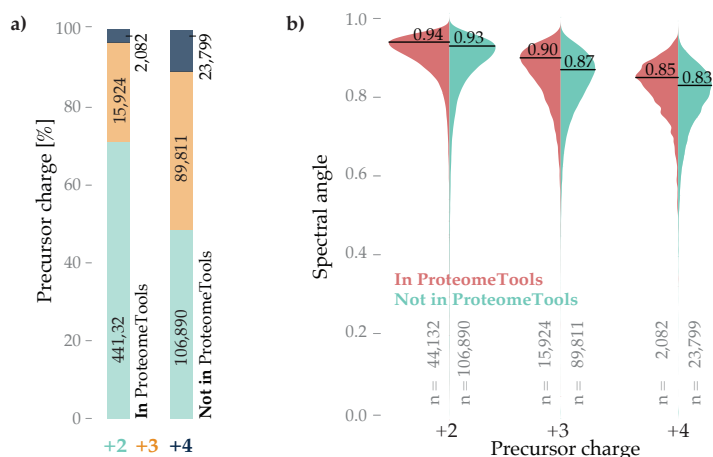 a)
Precursor charge [%]
100
80
60
40
20
0
2,082
15,924
441,32
In ProteomeTools
23,799
89,811
106,890
Not in ProteomeTools
+2 +3 +4
b)
Spectral angle
1.0
0.8
0.6
0.4
0.2
0.0
0.94 0.93
0.90 0.87
0.85 0.83
In ProteomeTools
Not in ProteomeTools
n = 44,132
n = 106,890
n = 15,924
n = 89,811
n = 2,082
n = 23,799
+2 +3 +4
Precursor charge